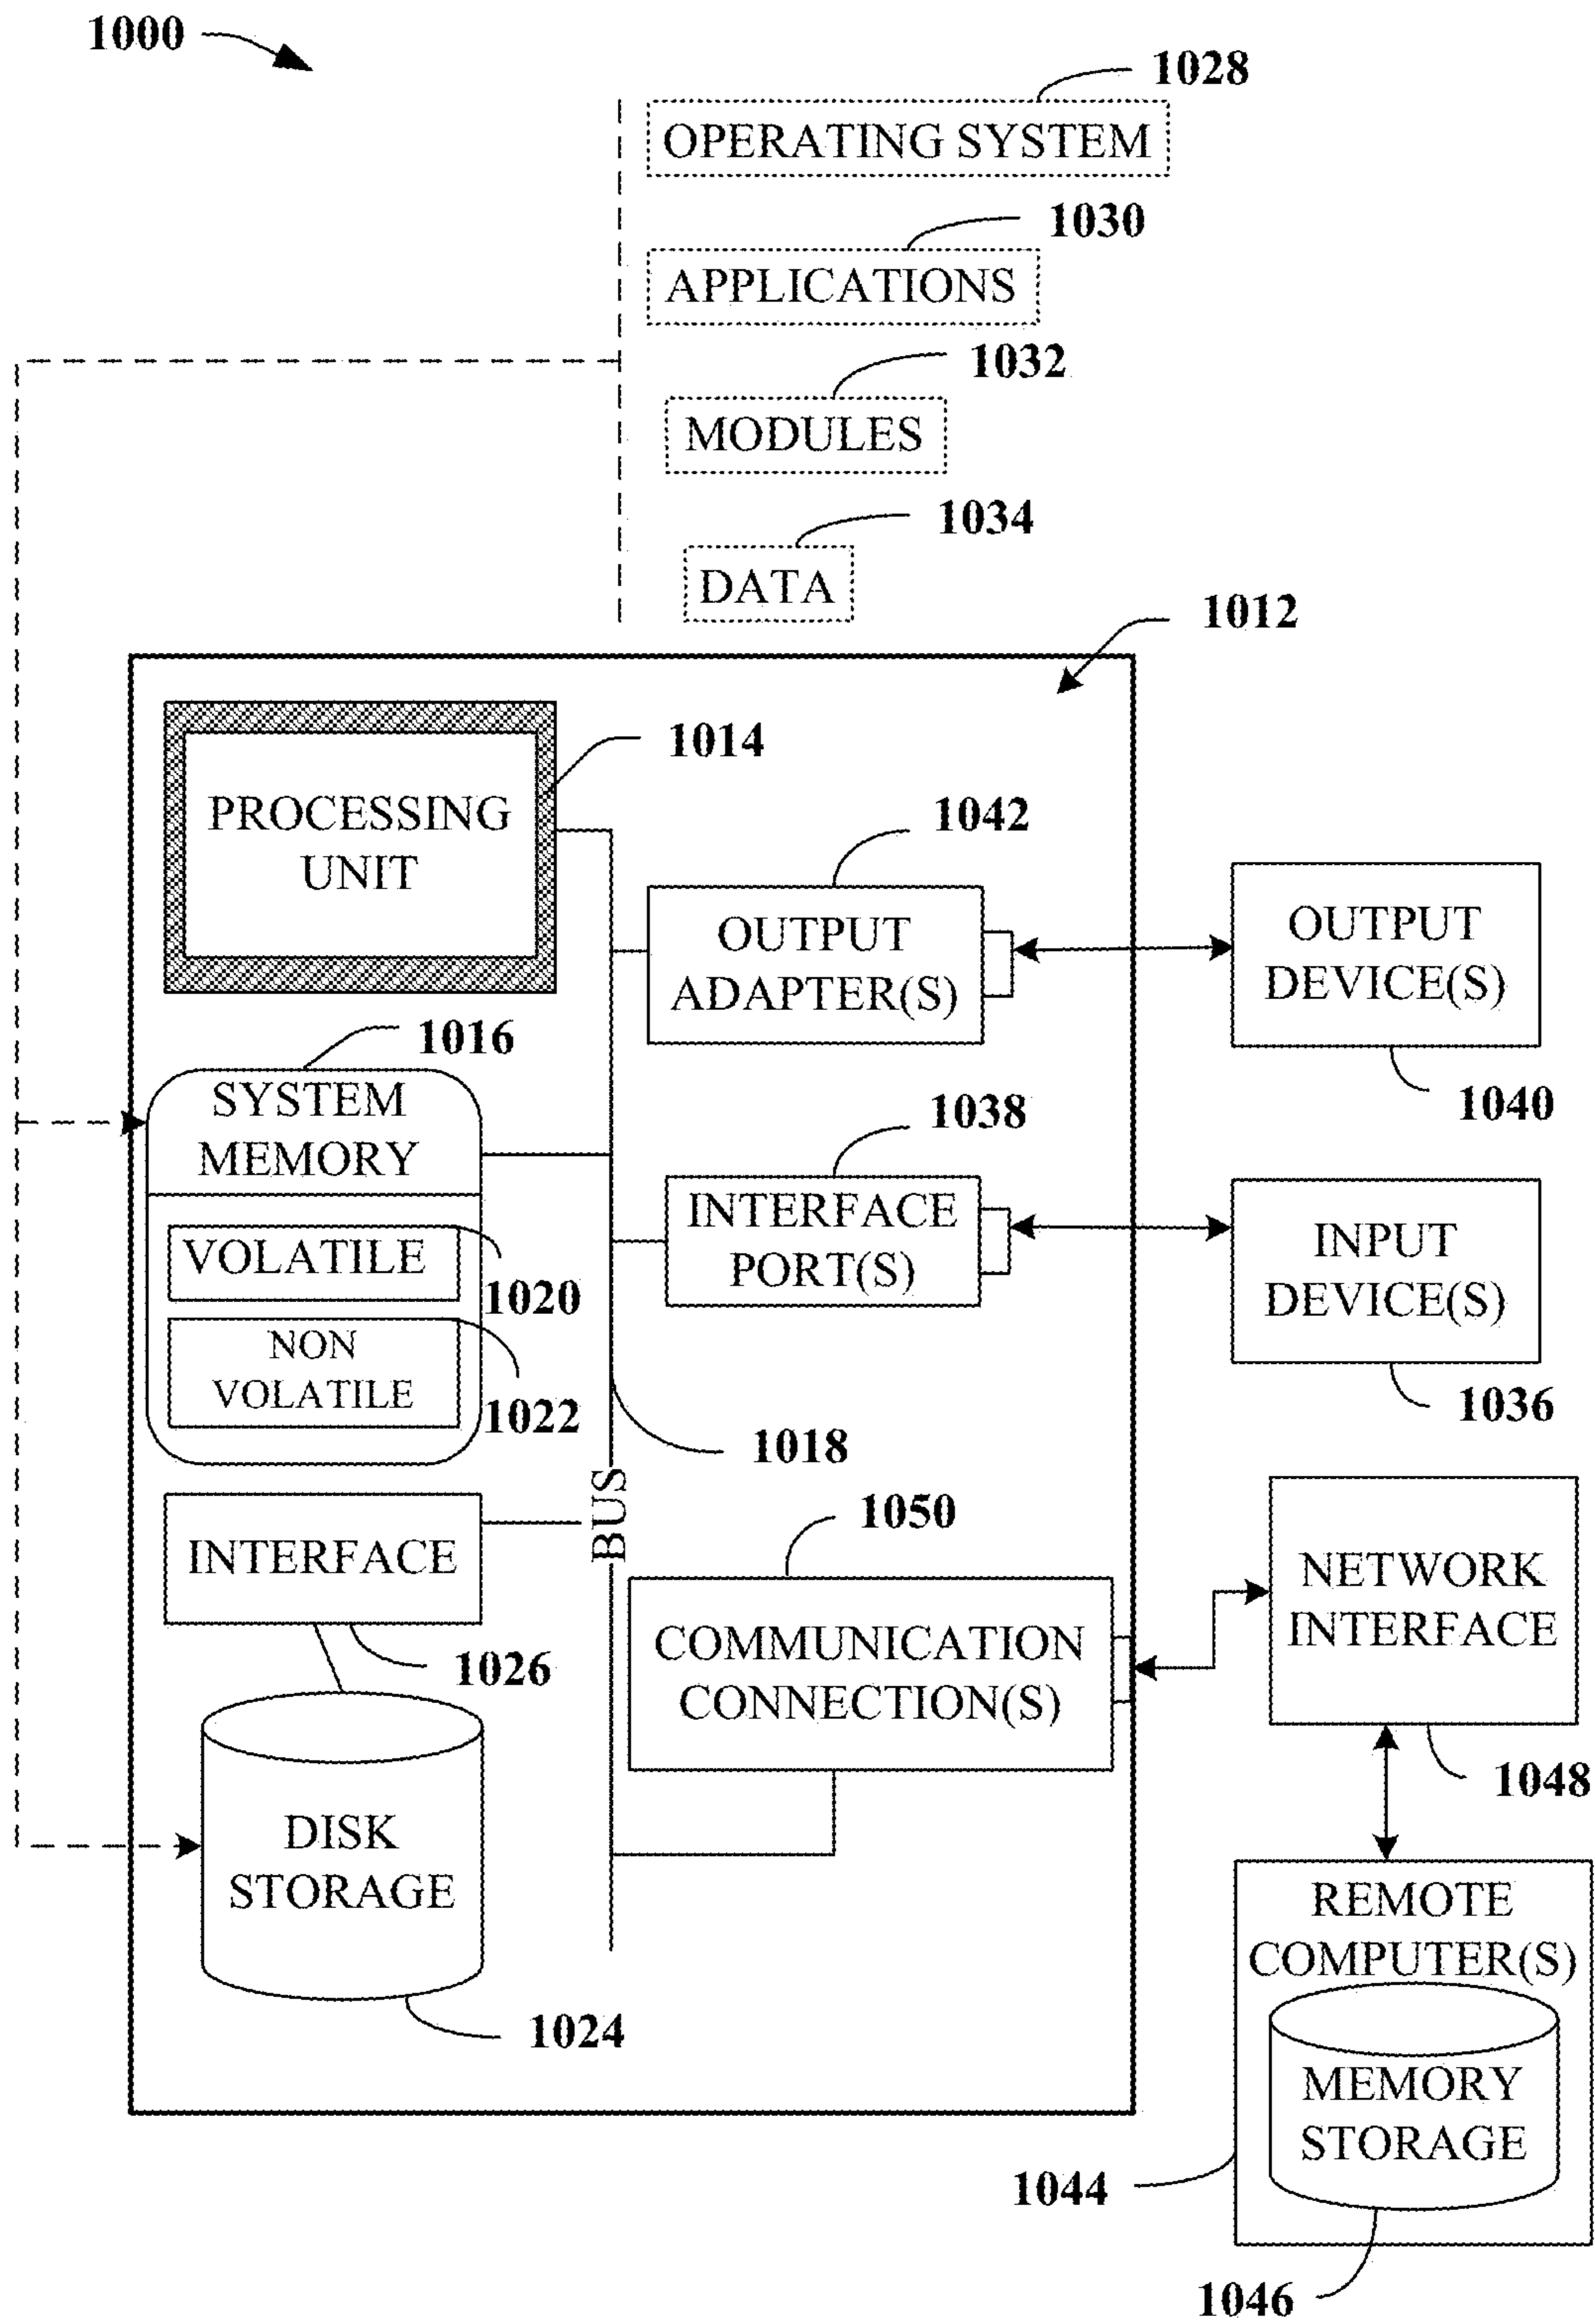 1000
1028
OPERATING SYSTEM
1030
APPLICATIONS
1032
MODULES
1034
DATA
1012
1014
PROCESSING
UNIT
1042
OUTPUT
ADAPTER(S)
OUTPUT
DEVICE(S)
1040
1016
SYSTEM
MEMORY
VOLATILE
1020
NON
VOLATILE
1022
1038
INTERFACE
PORT(S)
INPUT
DEVICE(S)
1036
1018
BUS
INTERFACE
1026
1050
COMMUNICATION
CONNECTION(S)
NETWORK
INTERFACE
1048
DISK
STORAGE
1024
REMOTE
COMPUTER(S)
MEMORY
STORAGE
1044
1046